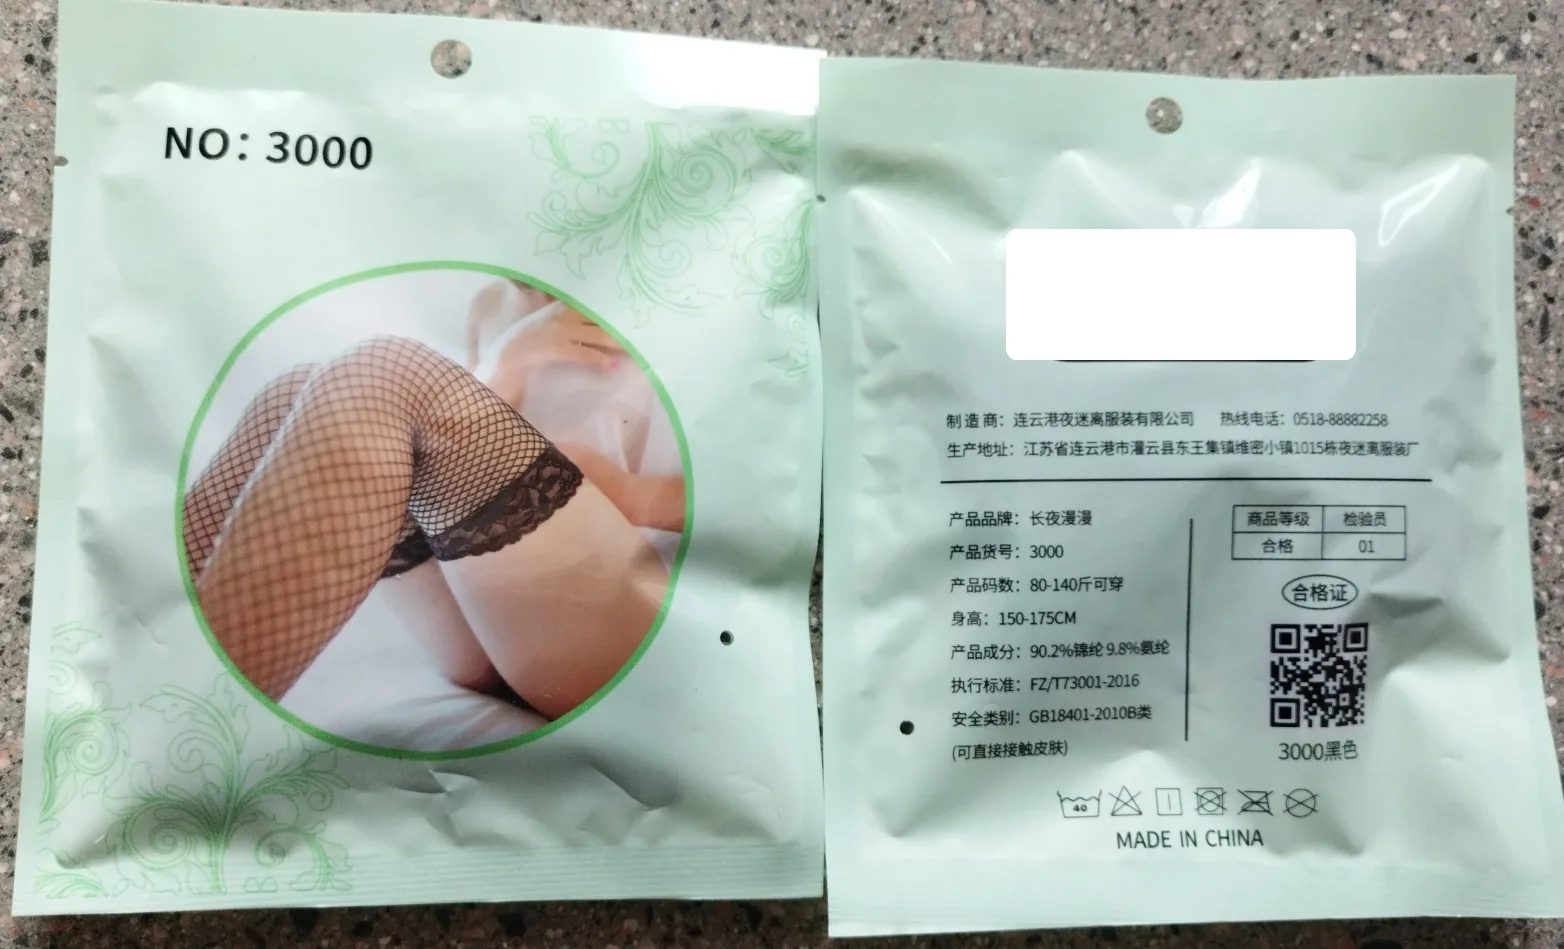 NO: 3000
制造商：连云港夜迷离服装有限公司 热线电话：0518-88882258
生产地址：江苏省连云港市灌云县东王集镇维密小镇1015栋夜迷离服装厂
产品品牌：长夜漫漫
产品货号：3000
产品码数：80-140斤可穿
身高：150-175CM
产品成分：90.2%锦纶 9.8%氨纶
执行标准：FZ/T73001-2016
安全类别：GB18401-2010B类
(可直接接触皮肤)
商品等级 检验员
合格 01
合格证
3000黑色
40
MADE IN CHINA